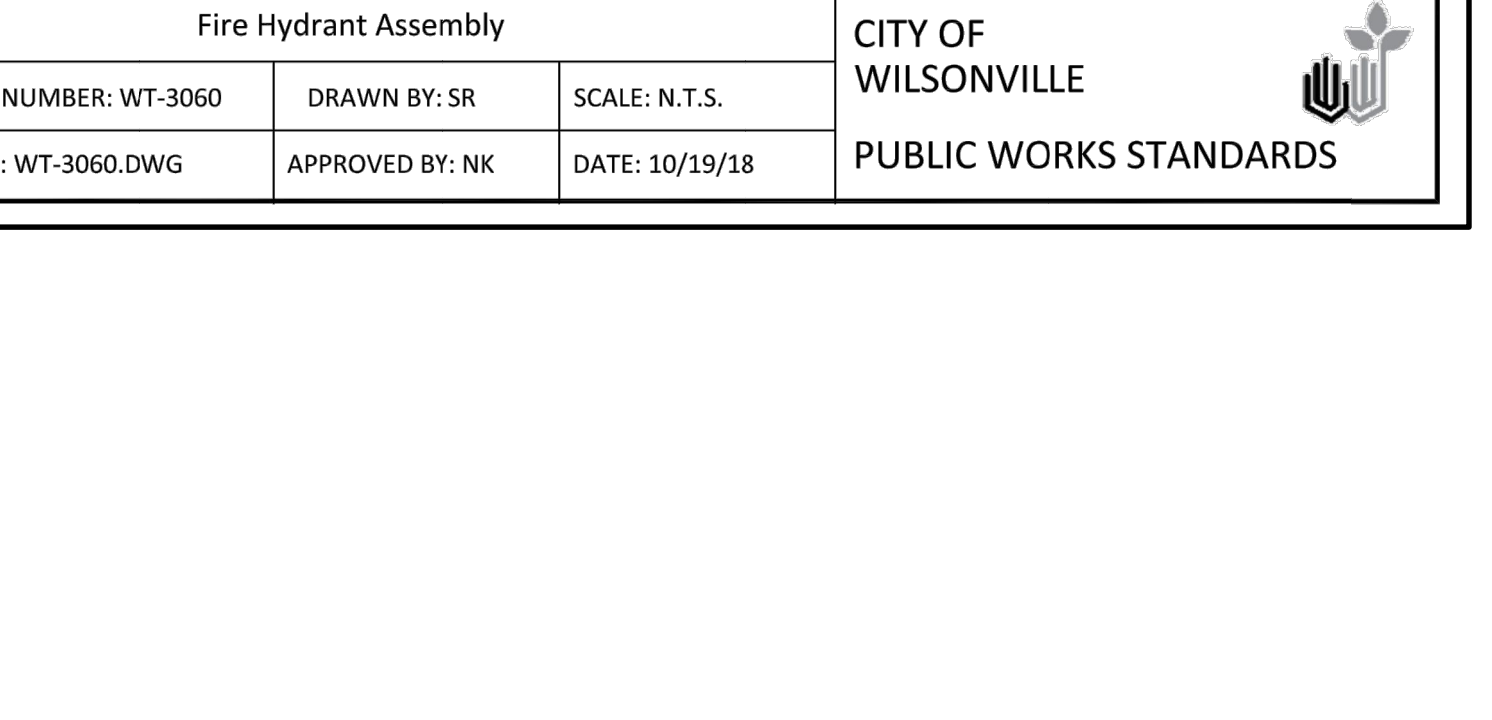 Fire Hydrant Assembly
CITY OF
WILSONVILLE
NUMBER: WT-3060
DRAWN BY: SR
SCALE: N.T.S.
: WT-3060.DWG
APPROVED BY: NK
DATE: 10/19/18
PUBLIC WORKS STANDARDS